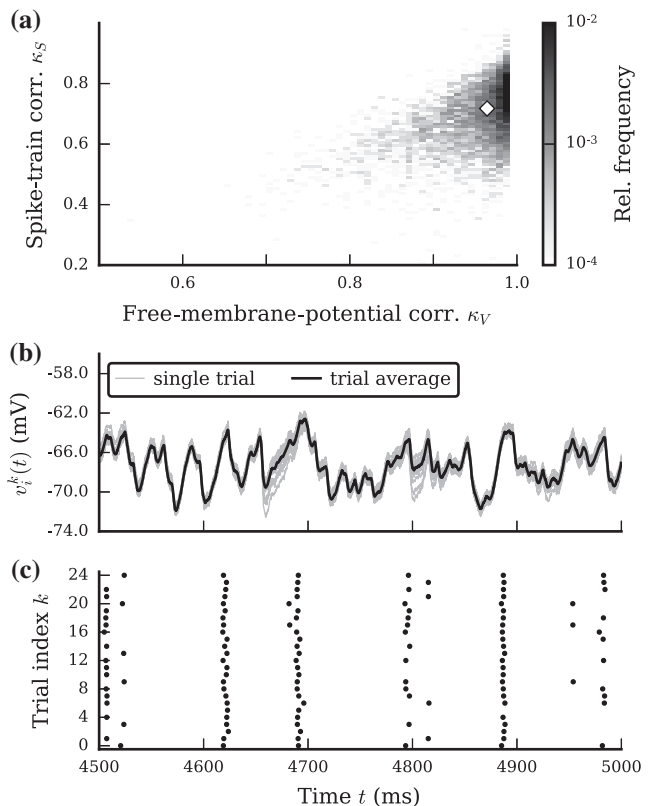 (a)
Spike-train corr. κ_S
0.8
0.6
0.4
0.2
0.6
0.8
1.0
Free-membrane-potential corr. κ_V
10^-2
10^-3
10^-4
Rel. frequency
(b)
single trial
trial average
v_i^k(t) (mV)
-58.0
-62.0
-66.0
-70.0
-74.0
(c)
Trial index k
24
20
16
12
8
4
0
4500
4600
4700
4800
4900
5000
Time t (ms)